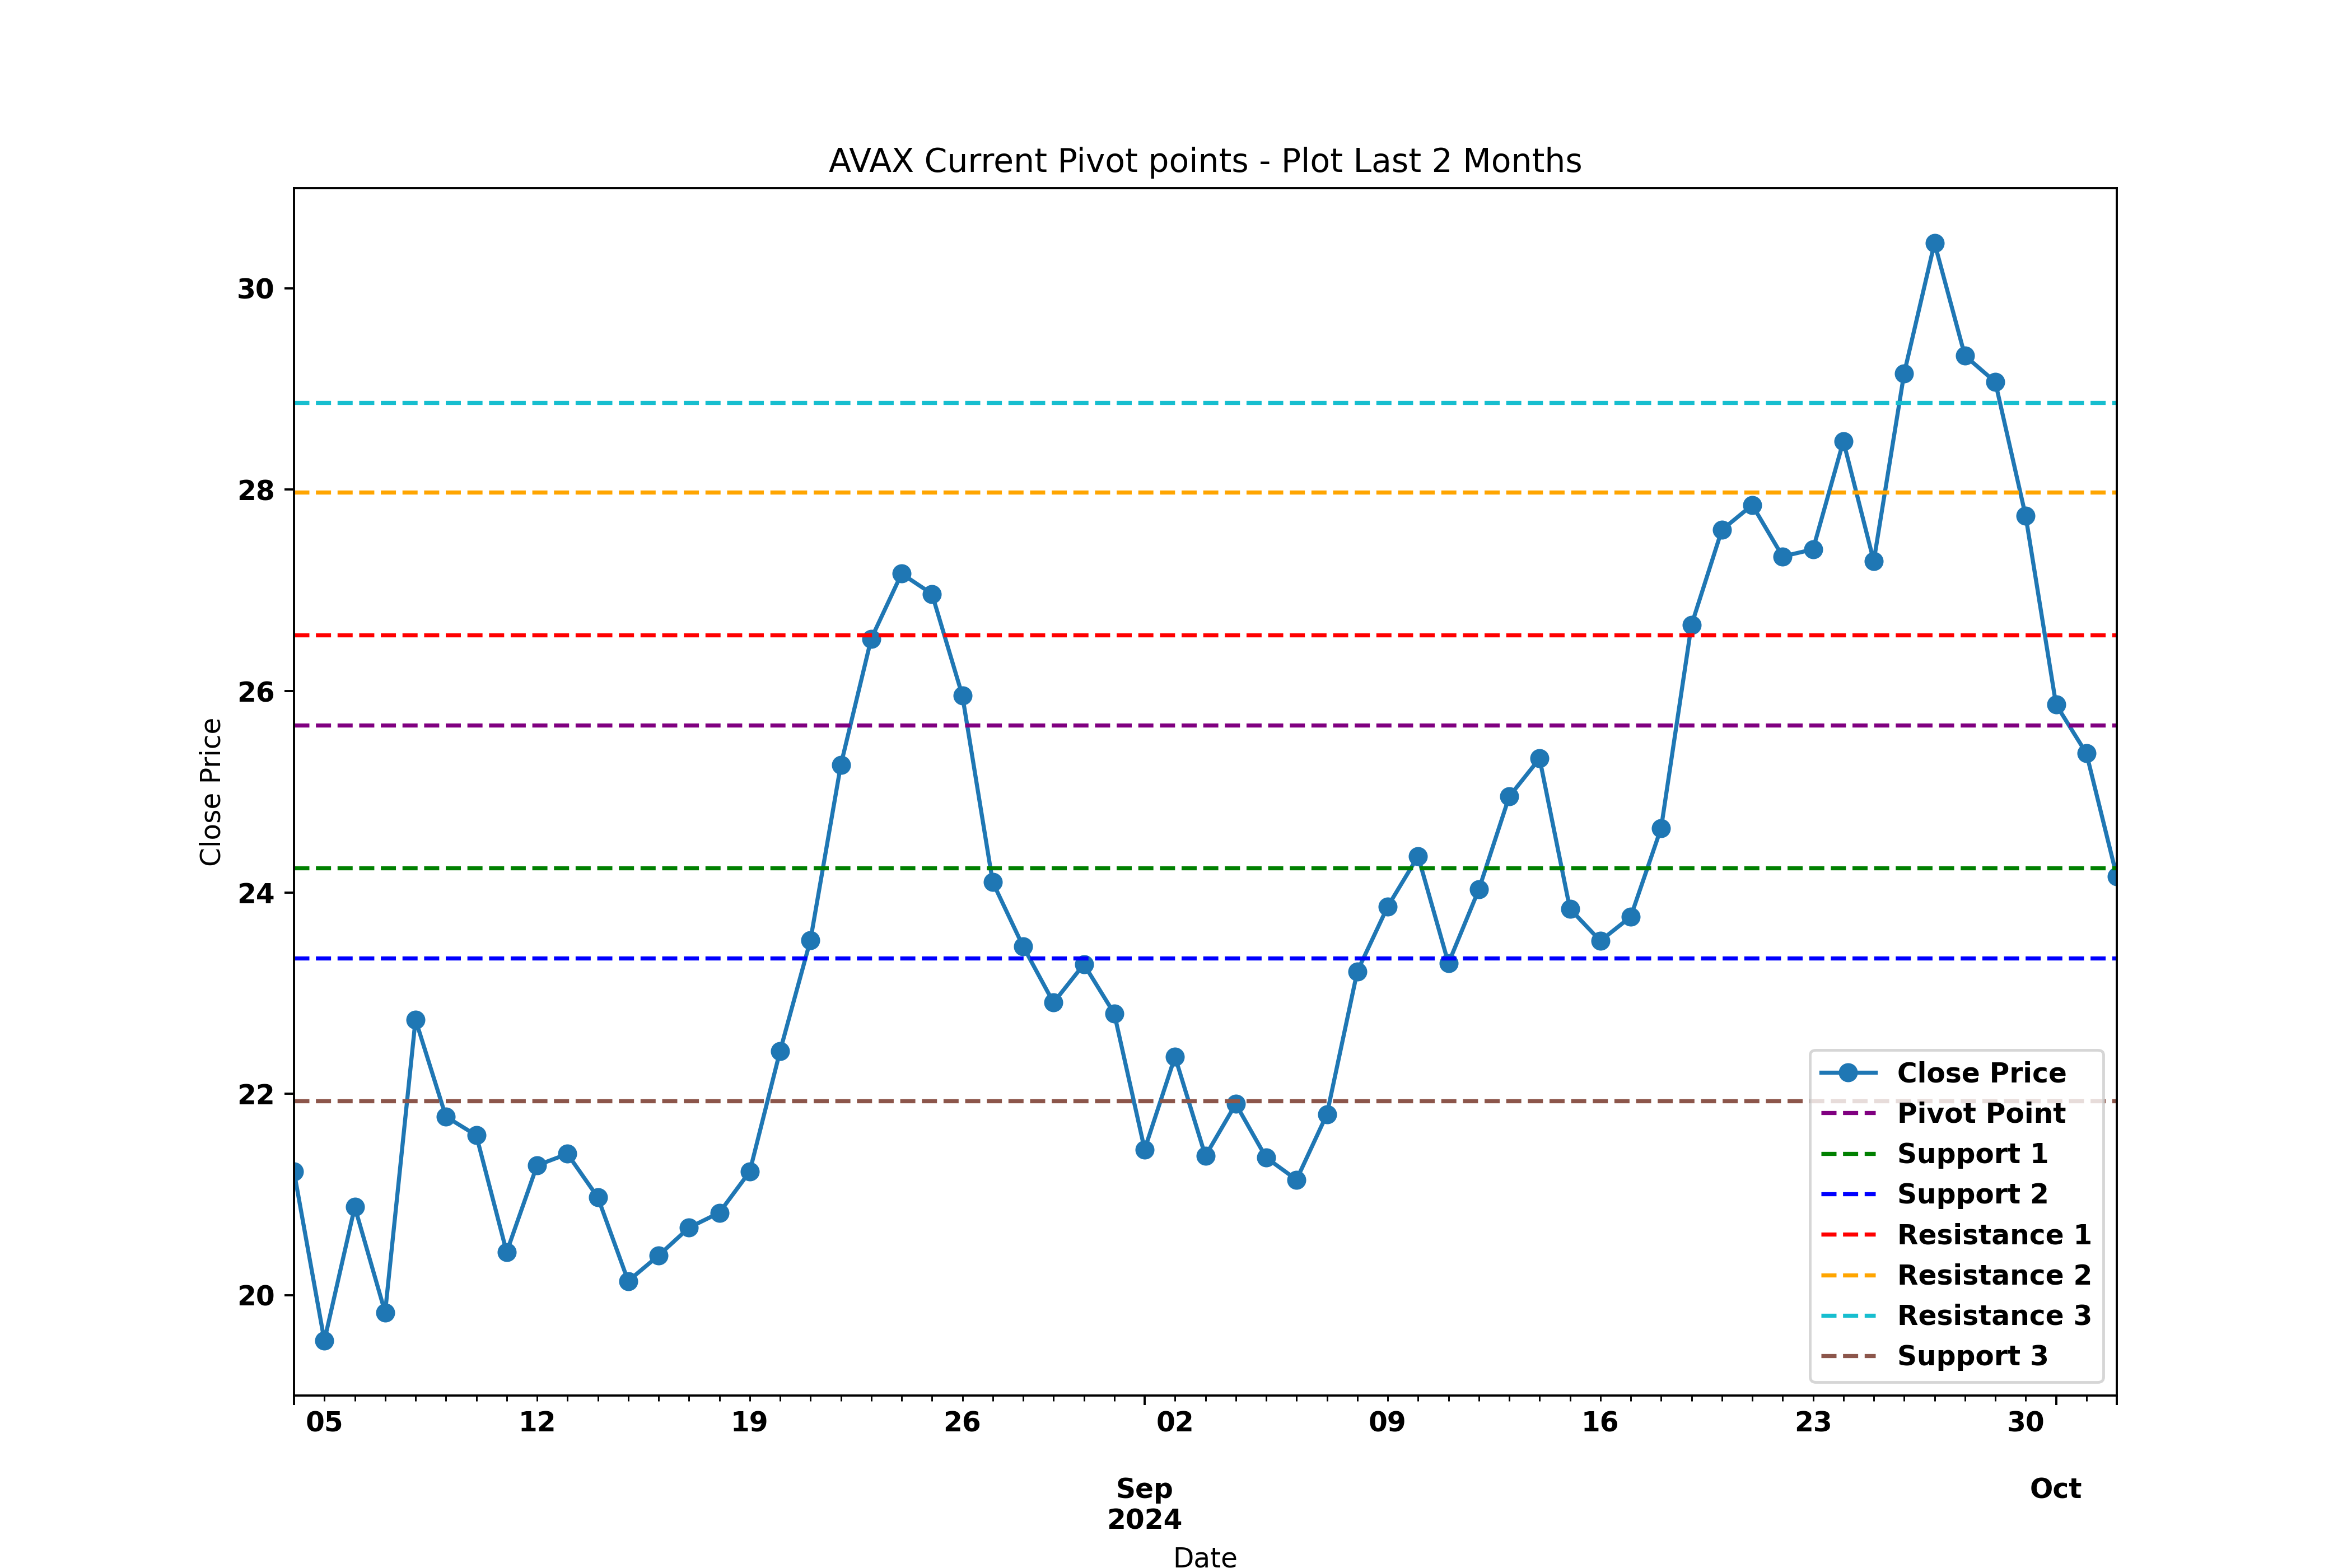 AVAX Current Pivot points - Plot Last 2 Months
Close Price
30
28
26
24
22
20
Close Price
Pivot Point
Support 1
Support 2
Resistance 1
Resistance 2
Resistance 3
Support 3
05 12 19 26 02 09 16 23 30
Sep Oct
2024
Date